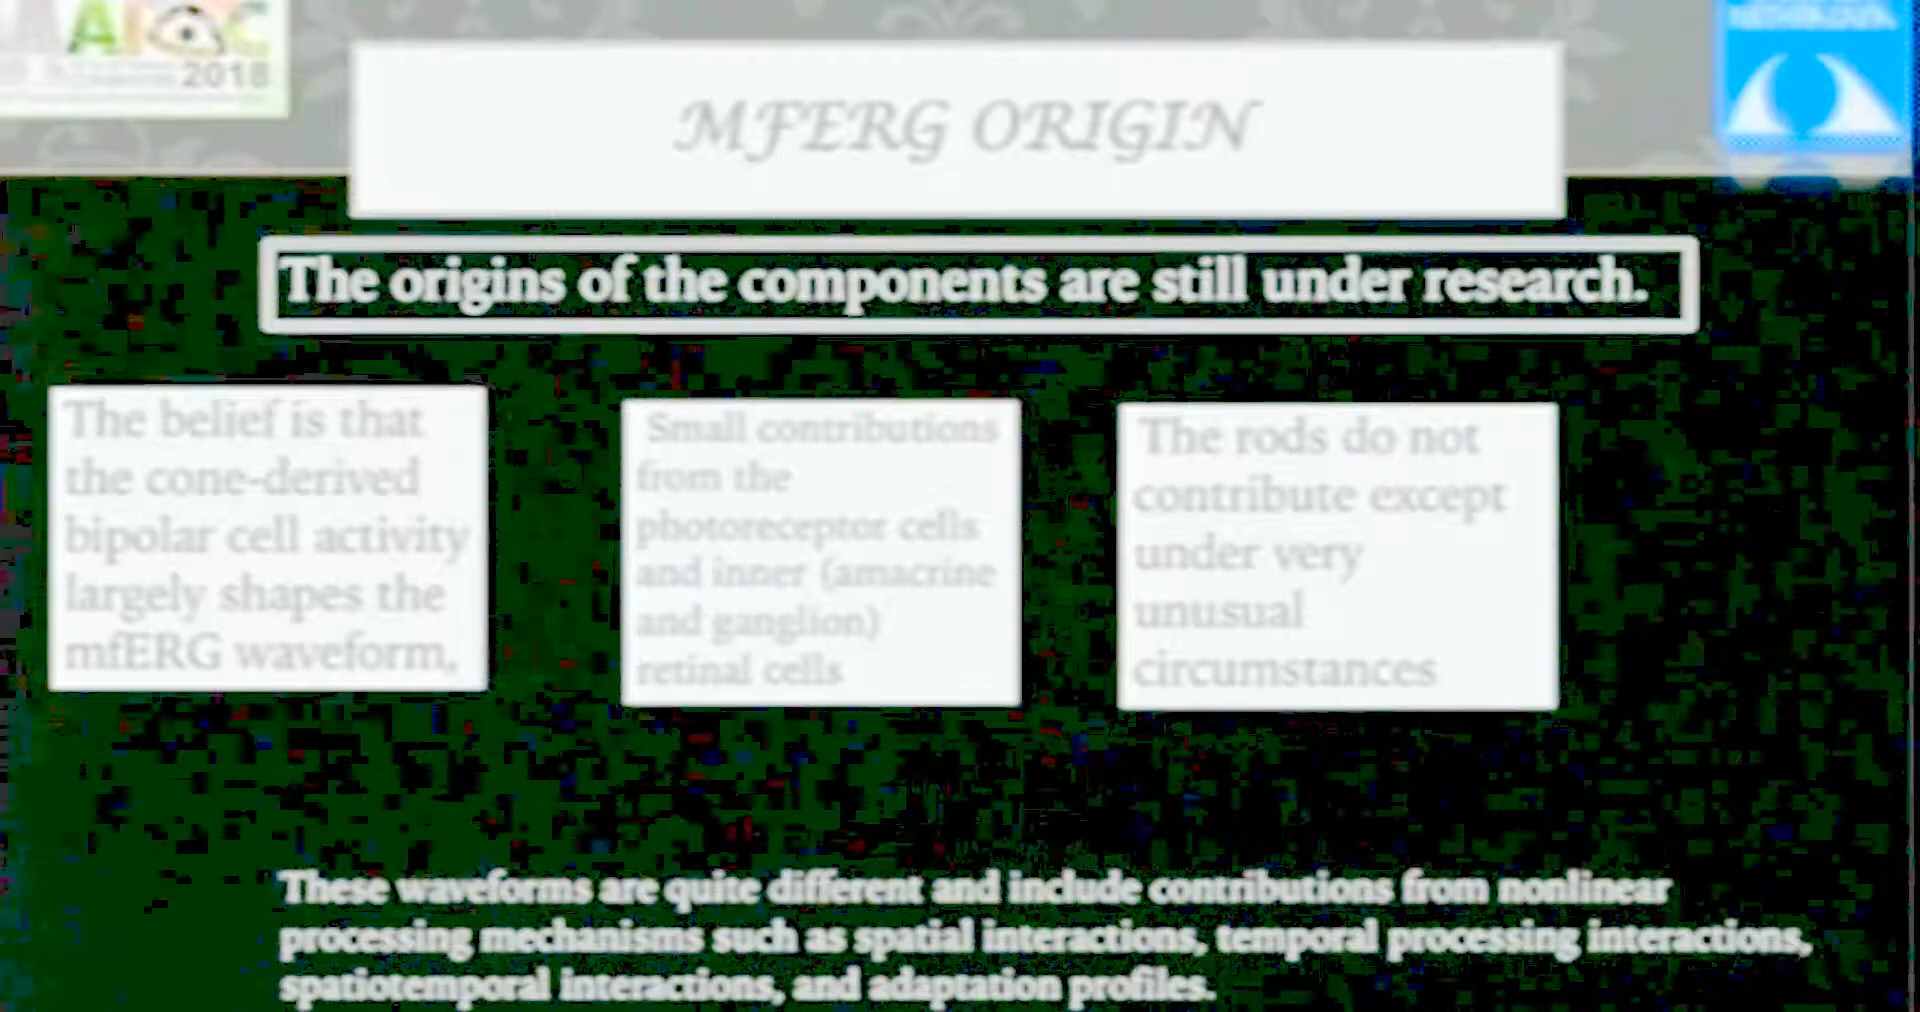 2018
MFERG ORIGIN
The origins of the components are still under research.
The belief is that
the cone-derived
bipolar cell activity
largely shapes the
mfERG waveform,
Small contributions
from the
photoreceptor cells
and inner (amacrine
and ganglion)
retinal cells
The rods do not
contribute except
under very
unusual
circumstances
These waveforms are quite different and include contributions from nonlinear
processing mechanisms such as spatial interactions, temporal processing interactions,
spatiotemporal interactions, and adaptation profiles.